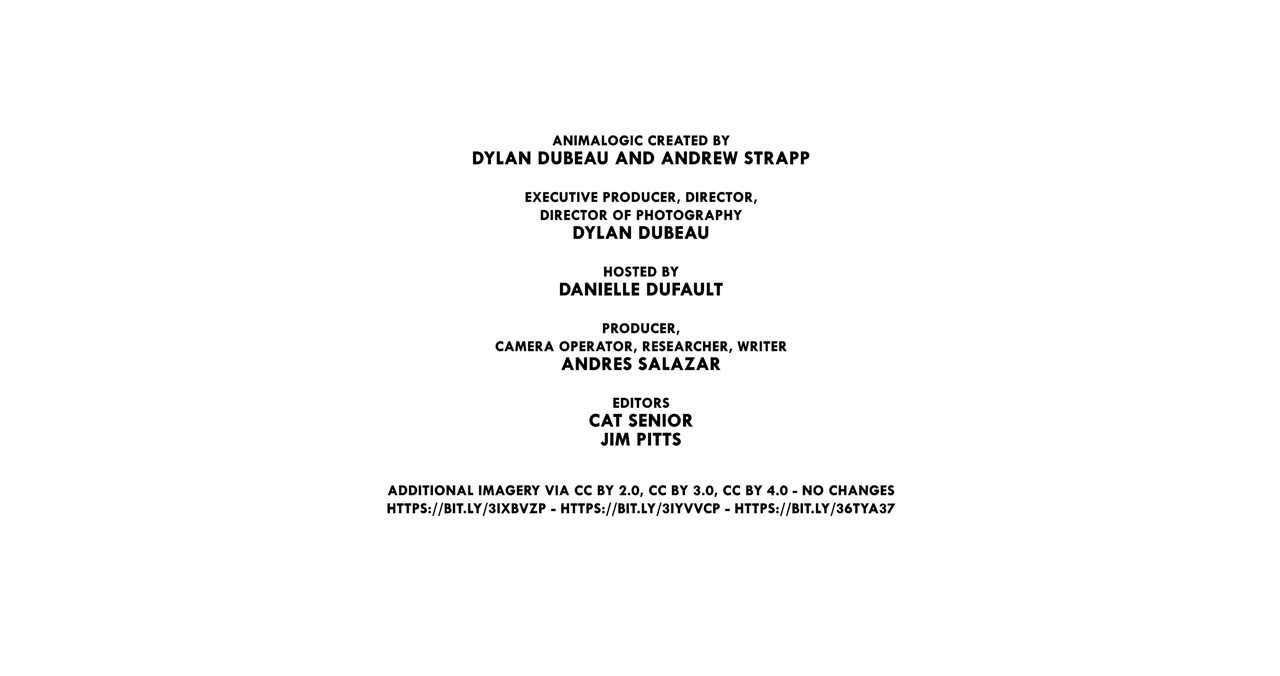 ANIMALOGIC CREATED BY
DYLAN DUBEAU AND ANDREW STRAPP
EXECUTIVE PRODUCER, DIRECTOR,
DIRECTOR OF PHOTOGRAPHY
DYLAN DUBEAU
HOSTED BY
DANIELLE DUFAULT
PRODUCER,
CAMERA OPERATOR, RESEARCHER, WRITER
ANDRES SALAZAR
EDITORS
CAT SENIOR
JIM PITTS
ADDITIONAL IMAGERY VIA CC BY 2.0, CC BY 3.0, CC BY 4.0 - NO CHANGES
HTTPS://BIT.LY/3IXBVZP - HTTPS://BIT.LY/3IYVVCP - HTTPS://BIT.LY/36TYA37